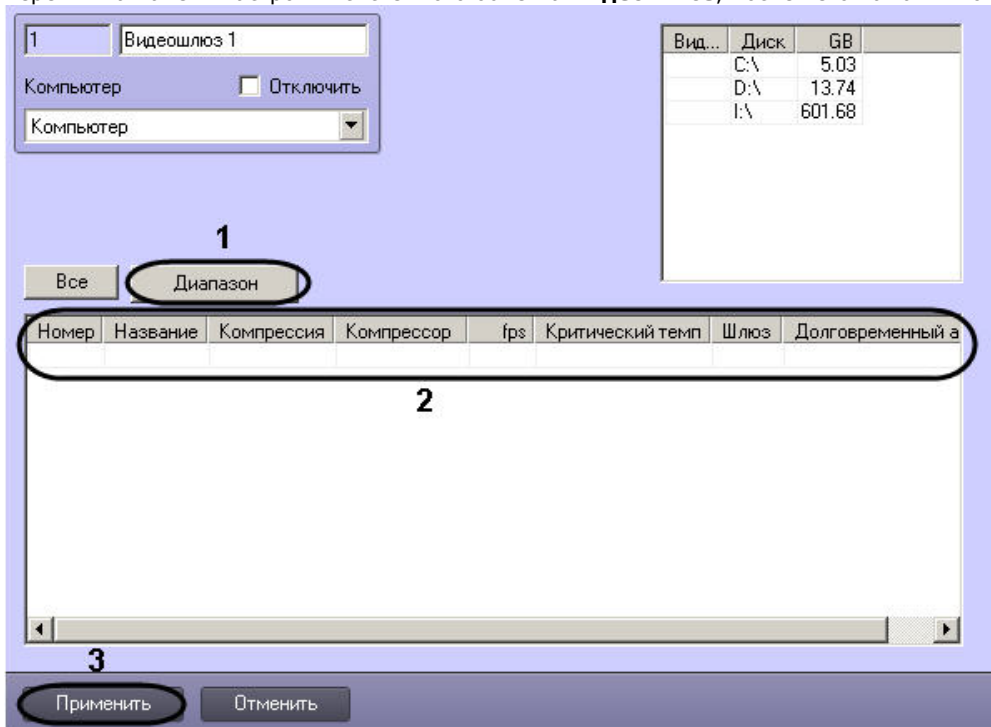 1 Видеошлюз 1
Компьютер Отключить
Компьютер
Вид... Диск GB
C:\ 5.03
D:\ 13.74
I:\ 601.68
1
Все Диапазон
Номер Название Компрессия Компрессор fps Критический темп Шлюз Долговременный а
2
3
Применить Отменить